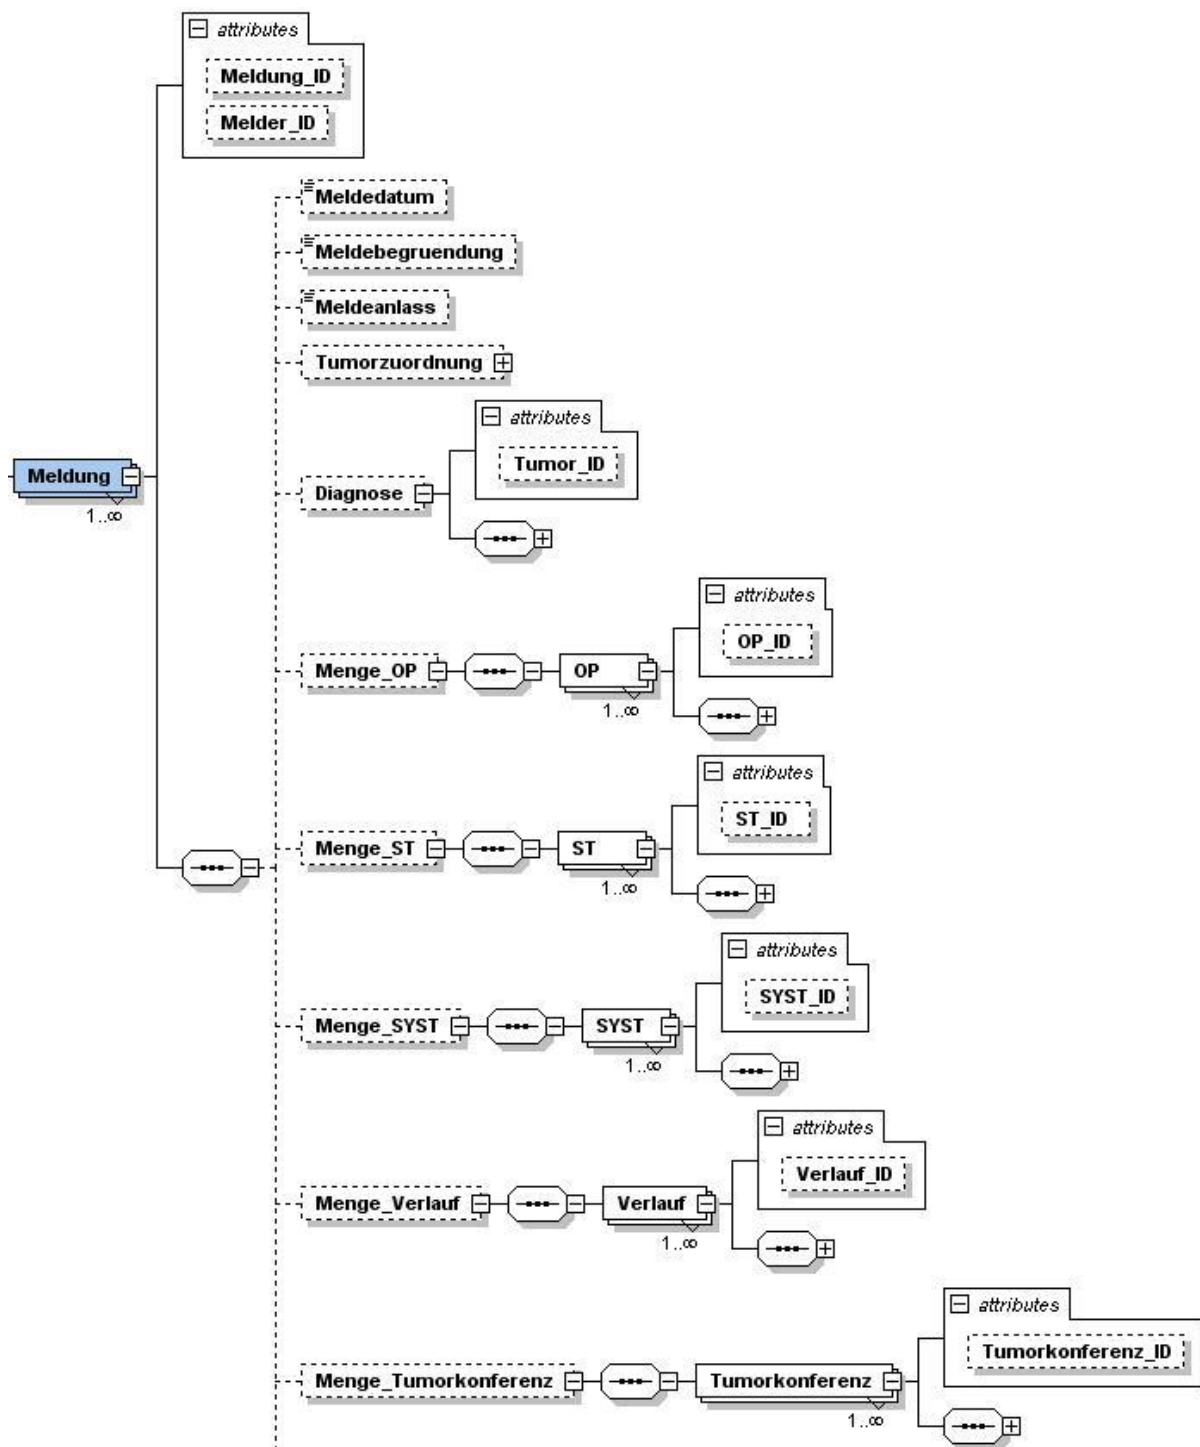 attributes
Meldung_ID
Melder_ID
Meldedatum
Meldebegruendung
Meldeanlass
Tumorzuordnung
attributes
Tumor_ID
Meldung
1..∞
Diagnose
attributes
OP_ID
Menge_OP
OP
1..∞
attributes
ST_ID
Menge_ST
ST
1..∞
attributes
SYST_ID
Menge_SYST
SYST
1..∞
attributes
Verlauf_ID
Menge_Verlauf
Verlauf
1..∞
attributes
Tumorkonferenz_ID
Menge_Tumorkonferenz
Tumorkonferenz
1..∞